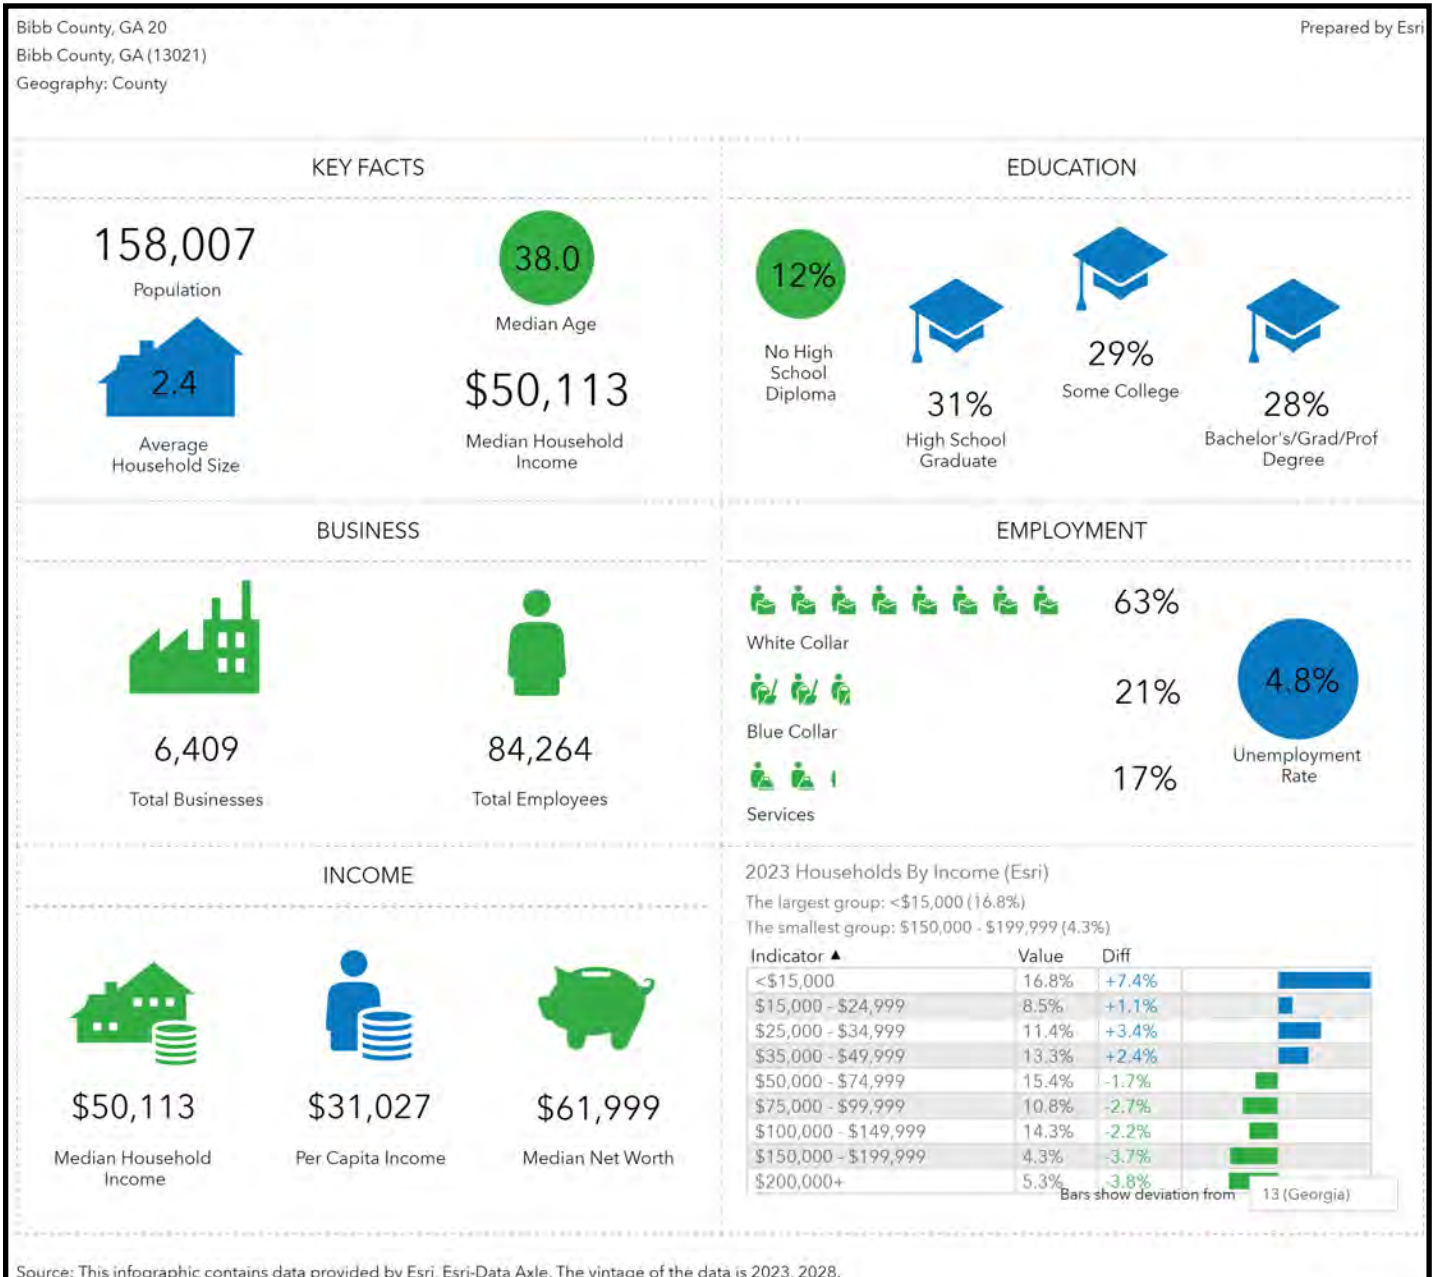 Bibb County, GA 20
Prepared by Esri
Bibb County, GA (13021)
Geography: County
KEY FACTS
158,007
Population
38.0
Median Age
2.4
Average
Household Size
$50,113
Median Household
Income
EDUCATION
12%
No High
School
Diploma
31%
High School
Graduate
29%
Some College
28%
Bachelor's/Grad/Prof
Degree
BUSINESS
6,409
Total Businesses
84,264
Total Employees
EMPLOYMENT
63%
White Collar
21%
Blue Collar
17%
Services
4.8%
Unemployment
Rate
INCOME
$50,113
Median Household
Income
$31,027
Per Capita Income
$61,999
Median Net Worth
2023 Households By Income (Esri)
The largest group: <$15,000 (16.8%)
The smallest group: $150,000 - $199,999 (4.3%)
Indicator ▲ Value Diff
<$15,000 16.8% +7.4%
$15,000 - $24,999 8.5% +1.1%
$25,000 - $34,999 11.4% +3.4%
$35,000 - $49,999 13.3% +2.4%
$50,000 - $74,999 15.4% -1.7%
$75,000 - $99,999 10.8% -2.7%
$100,000 - $149,999 14.3% -2.2%
$150,000 - $199,999 4.3% -3.7%
$200,000+ 5.3% -3.8%
Bars show deviation from 13 (Georgia)
Source: This infographic contains data provided by Esri, Esri-Data Axle. The vintage of the data is 2023, 2028.